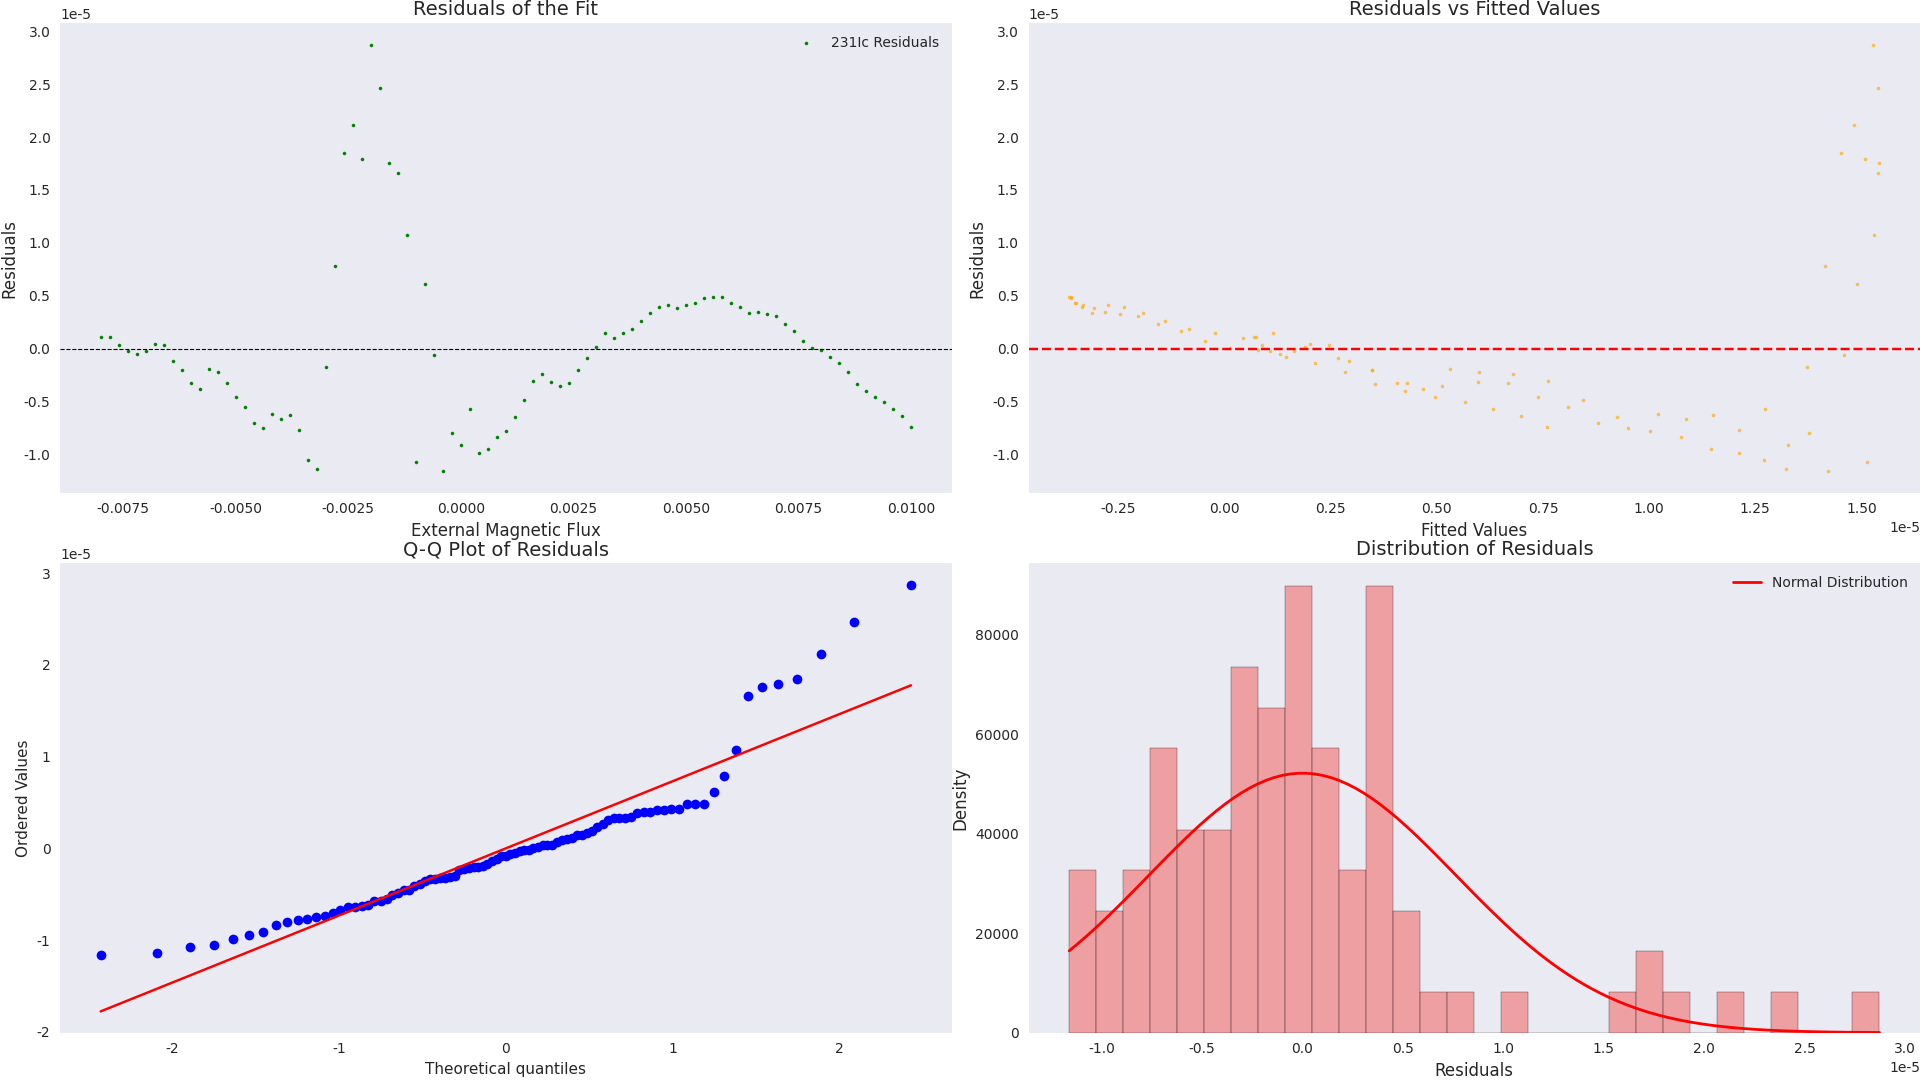 Residuals of the Fit
1e-5
3.0
2.5
2.0
1.5
1.0
0.5
0.0
-0.5
-1.0
Residuals
231Ic Residuals
-0.0075 -0.0050 -0.0025 0.0000 0.0025 0.0050 0.0075 0.0100
External Magnetic Flux
Residuals vs Fitted Values
1e-5
3.0
2.5
2.0
1.5
1.0
0.5
0.0
-0.5
-1.0
Residuals
-0.25 0.00 0.25 0.50 0.75 1.00 1.25 1.50
1e-5
Fitted Values
Q-Q Plot of Residuals
1e-5
3
2
1
0
-1
-2
Ordered Values
-2 -1 0 1 2
Theoretical quantiles
Distribution of Residuals
Normal Distribution
80000
60000
40000
20000
0
Density
-1.0 -0.5 0.0 0.5 1.0 1.5 2.0 2.5 3.0
1e-5
Residuals